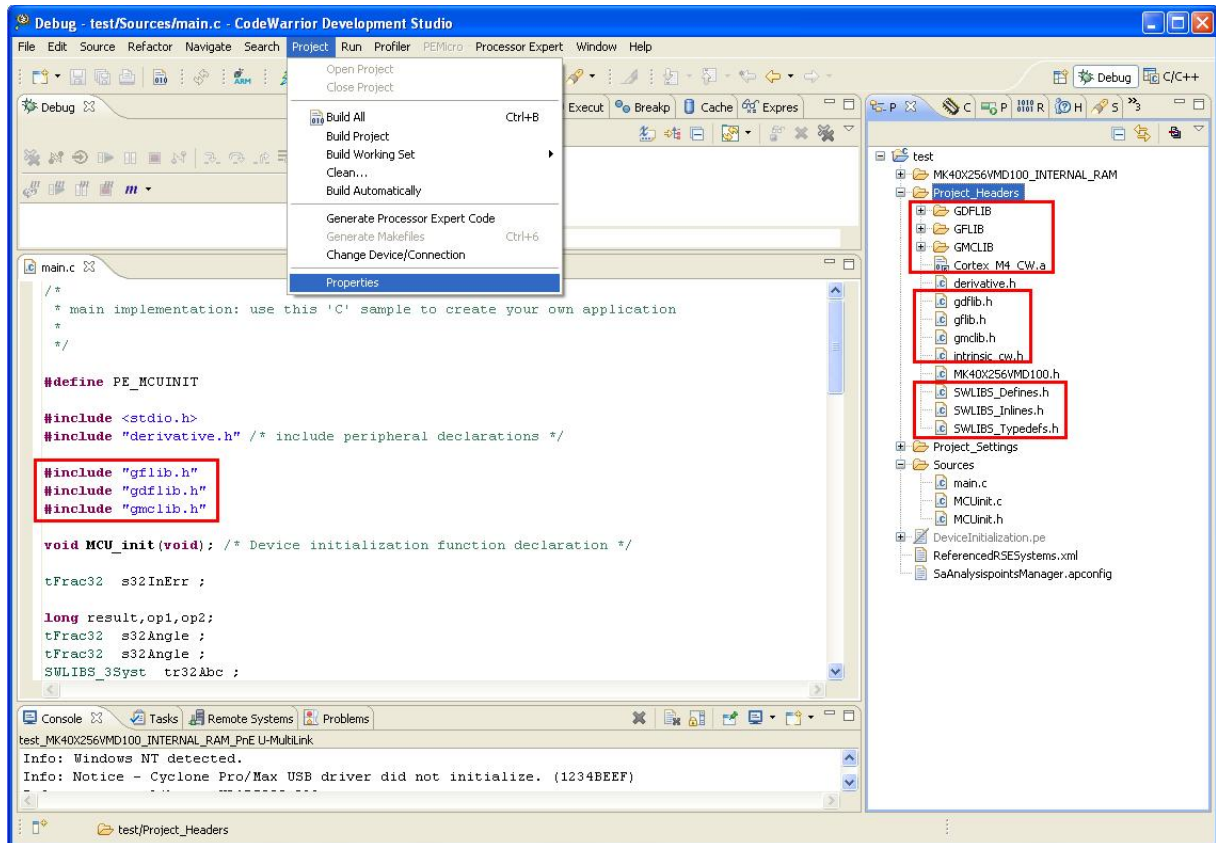 Debug - test/Sources/main.c - CodeWarrior Development Studio
File Edit Source Refactor Navigate Search Project Run Profiler PEMicro Processor Expert Window Help
Debug C/C++
Open Project
Close Project
Build All Ctrl+B
Build Project
Build Working Set
Clean...
Build Automatically
Generate Processor Expert Code
Generate Makefiles Ctrl+6
Change Device/Connection
Properties
Debug Execut Breakp Cache Expres
m
main.c
/*
* main implementation: use this 'C' sample to create your own application
*
*/
#define PE_MCUINIT
#include <stdio.h>
#include "derivative.h" /* include peripheral declarations */
#include "gflib.h"
#include "gdflib.h"
#include "gmclib.h"
void MCU_init(void); /* Device initialization function declaration */
tFrac32 s32InErr ;
long result,op1,op2;
tFrac32 s32Angle ;
tFrac32 s32Angle ;
SWLIBS_3Syst tr32Abc ;
Console Tasks Remote Systems Problems
test_MK40X256VMD100_INTERNAL_RAM_PnE U-MultiLink
Info: Windows NT detected.
Info: Notice - Cyclone Pro/Max USB driver did not initialize. (1234BEEF)
P C P R H S »3
test
MK40X256VMD100_INTERNAL_RAM
Project_Headers
GDFLIB
GFLIB
GMCLIB
Cortex_M4_CW.a
derivative.h
gdflib.h
gflib.h
gmclib.h
intrinsic_cw.h
MK40X256VMD100.h
SWLIBS_Defines.h
SWLIBS_Inlines.h
SWLIBS_Typedefs.h
Project_Settings
Sources
main.c
MCUinit.c
MCUinit.h
DeviceInitialization.pe
ReferencedRSESystems.xml
SaAnalysispointsManager.apconfig
test/Project_Headers